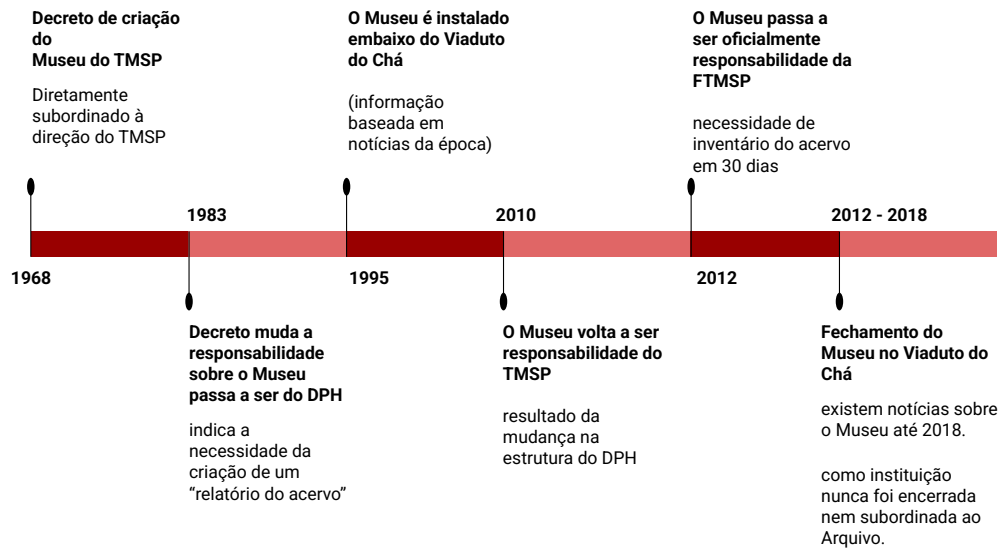 Decreto de criação
do
Museu do TMSP
Diretamente
subordinado à
direção do TMSP
1968
1983
Decreto muda a
responsabilidade
sobre o Museu
passa a ser do DPH
indica a
necessidade da
criação de um
“relatório do acervo”
O Museu é instalado
embaixo do Viaduto
do Chá
(informação
baseada em
notícias da época)
1995
2010
O Museu volta a ser
responsabilidade do
TMSP
resultado da
mudança na
estrutura do DPH
O Museu passa a
ser oficialmente
responsabilidade da
FTMSP
necessidade de
inventário do acervo
em 30 dias
2012
2012 - 2018
Fechamento do
Museu no Viaduto do
Chá
existem notícias sobre
o Museu até 2018.
como instituição
nunca foi encerrada
nem subordinada ao
Arquivo.